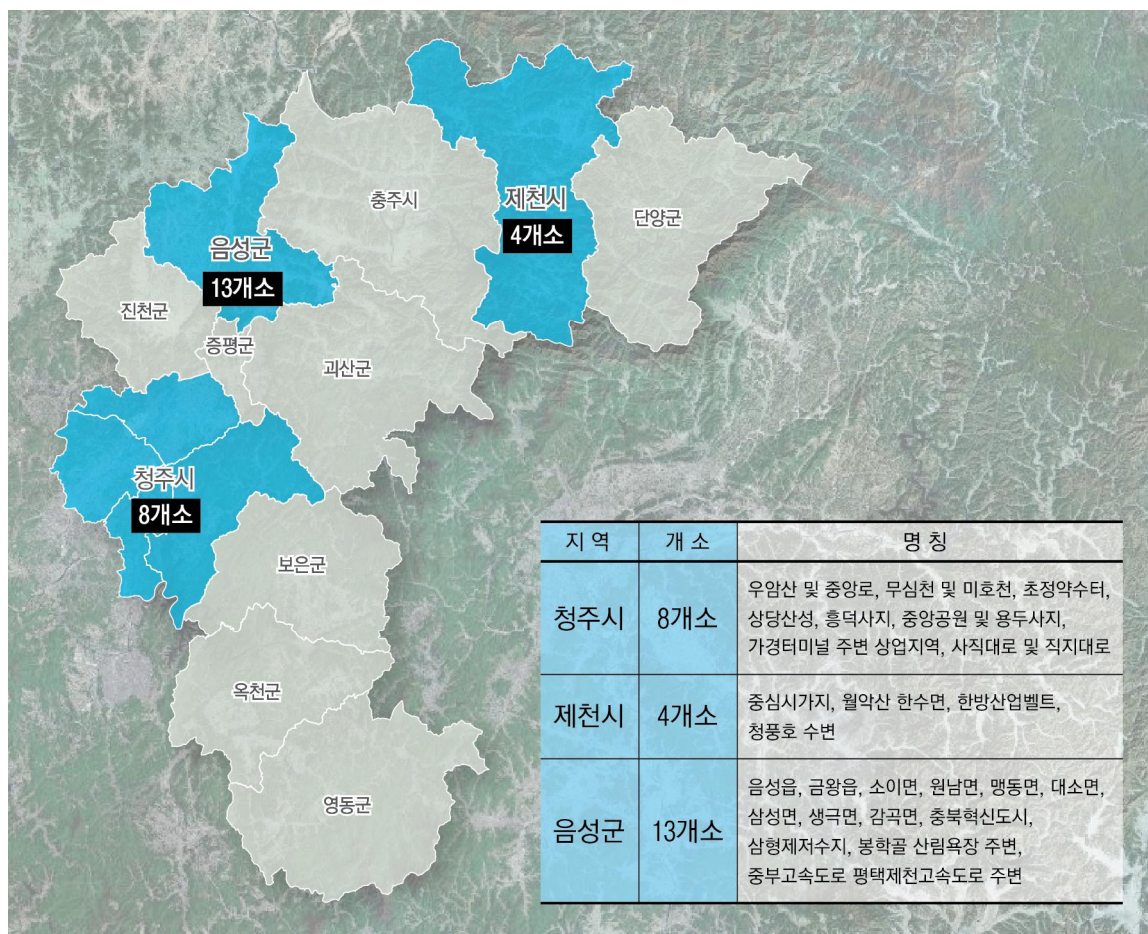 충주시
제천시
4개소
단양군
음성군
13개소
진천군
증평군
괴산군
청주시
8개소
보은군
옥천군
영동군
지 역 개 소 명 칭
청주시 8개소
우암산 및 중앙로, 무심천 및 미호천, 초정약수터,
상당산성, 흥덕사지, 중앙공원 및 용두사지,
가경터미널 주변 상업지역, 사직대로 및 직지대로
제천시 4개소
중심시가지, 월악산 한수면, 한방산업벨트,
청풍호 수변
음성군 13개소
음성읍, 금왕읍, 소이면, 원남면, 맹동면, 대소면,
삼성면, 생극면, 감곡면, 충북혁신도시,
삼형제저수지, 봉학골 산림욕장 주변,
중부고속도로 평택제천고속도로 주변